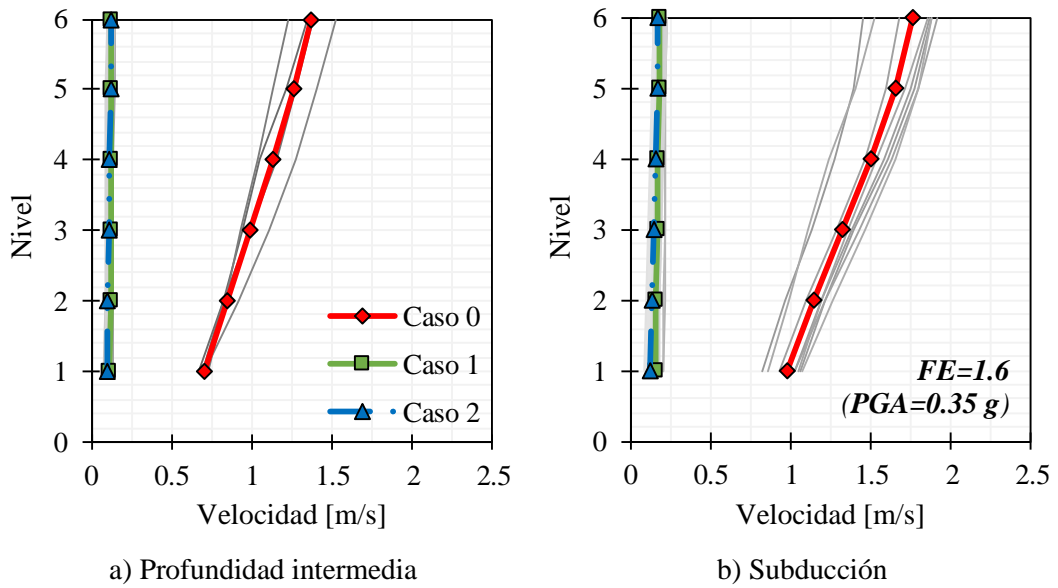 6
5
4
3
2
1
0
Nivel
0
0.5
1
1.5
2
2.5
Velocidad [m/s]
Caso 0
Caso 1
Caso 2
a) Profundidad intermedia
6
5
4
3
2
1
0
Nivel
0
0.5
1
1.5
2
2.5
Velocidad [m/s]
FE=1.6
(PGA=0.35 g)
b) Subducción